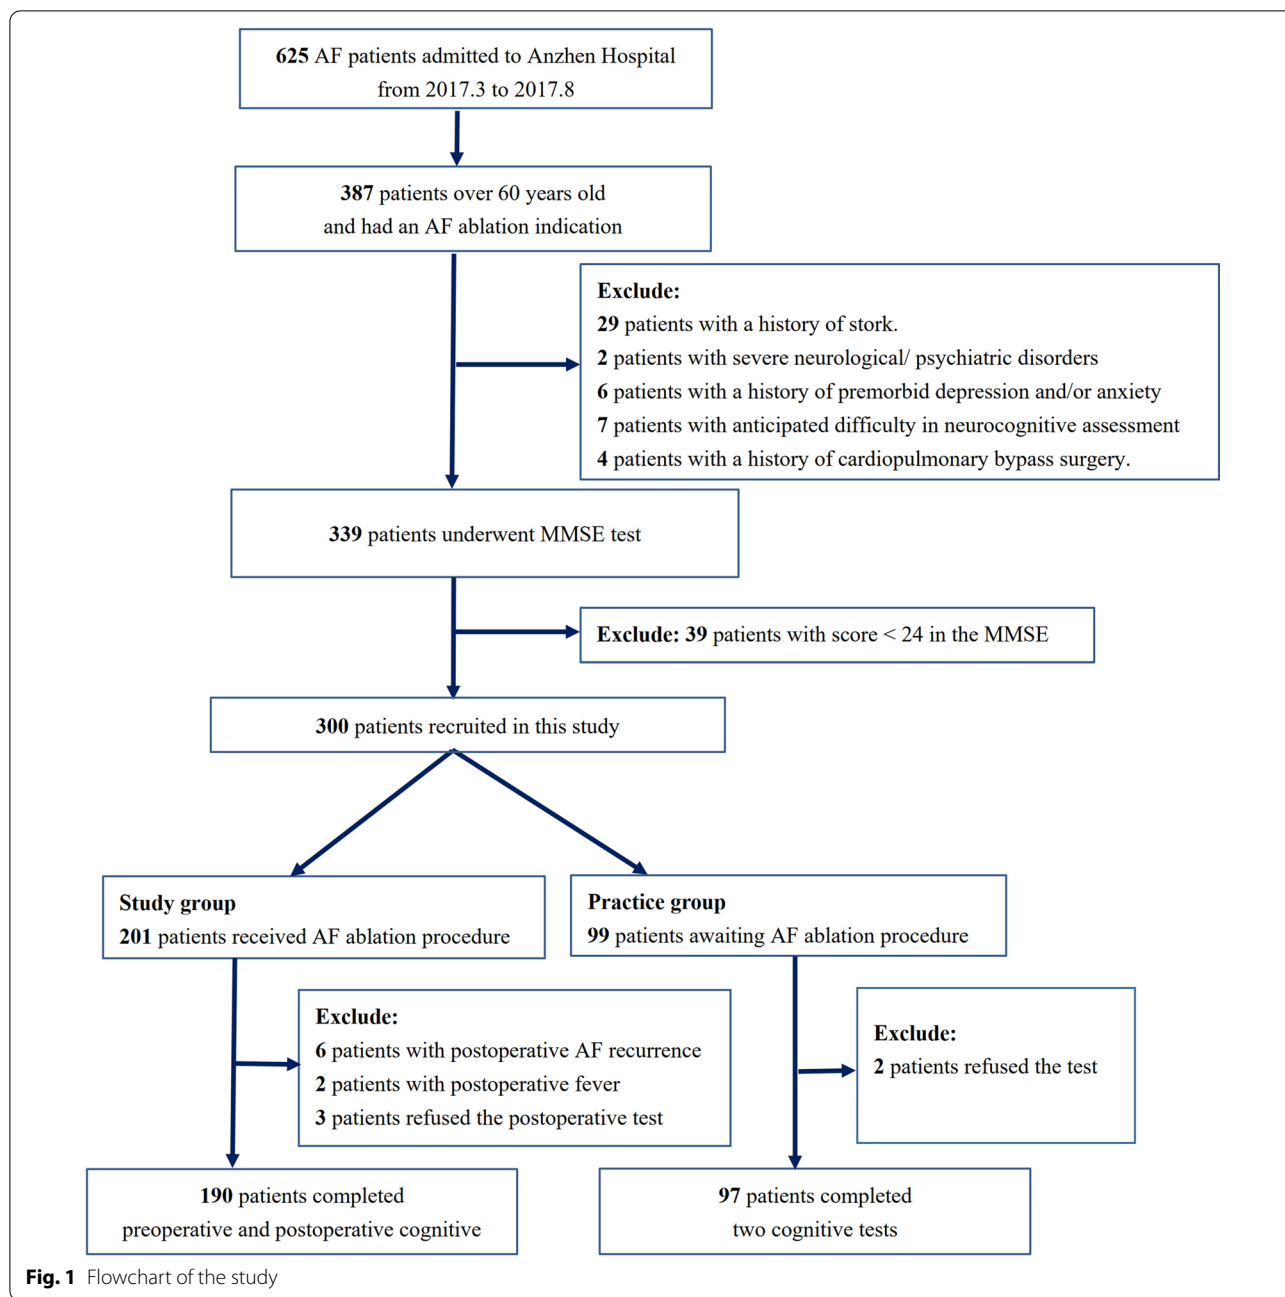 625 AF patients admitted to Anzhen Hospital
from 2017.3 to 2017.8
387 patients over 60 years old
and had an AF ablation indication
Exclude:
29 patients with a history of stork.
2 patients with severe neurological/ psychiatric disorders
6 patients with a history of premorbid depression and/or anxiety
7 patients with anticipated difficulty in neurocognitive assessment
4 patients with a history of cardiopulmonary bypass surgery.
339 patients underwent MMSE test
Exclude: 39 patients with score < 24 in the MMSE
300 patients recruited in this study
Study group
201 patients received AF ablation procedure
Practice group
99 patients awaiting AF ablation procedure
Exclude:
6 patients with postoperative AF recurrence
2 patients with postoperative fever
3 patients refused the postoperative test
Exclude:
2 patients refused the test
190 patients completed
preoperative and postoperative cognitive
97 patients completed
two cognitive tests
Fig. 1 Flowchart of the study